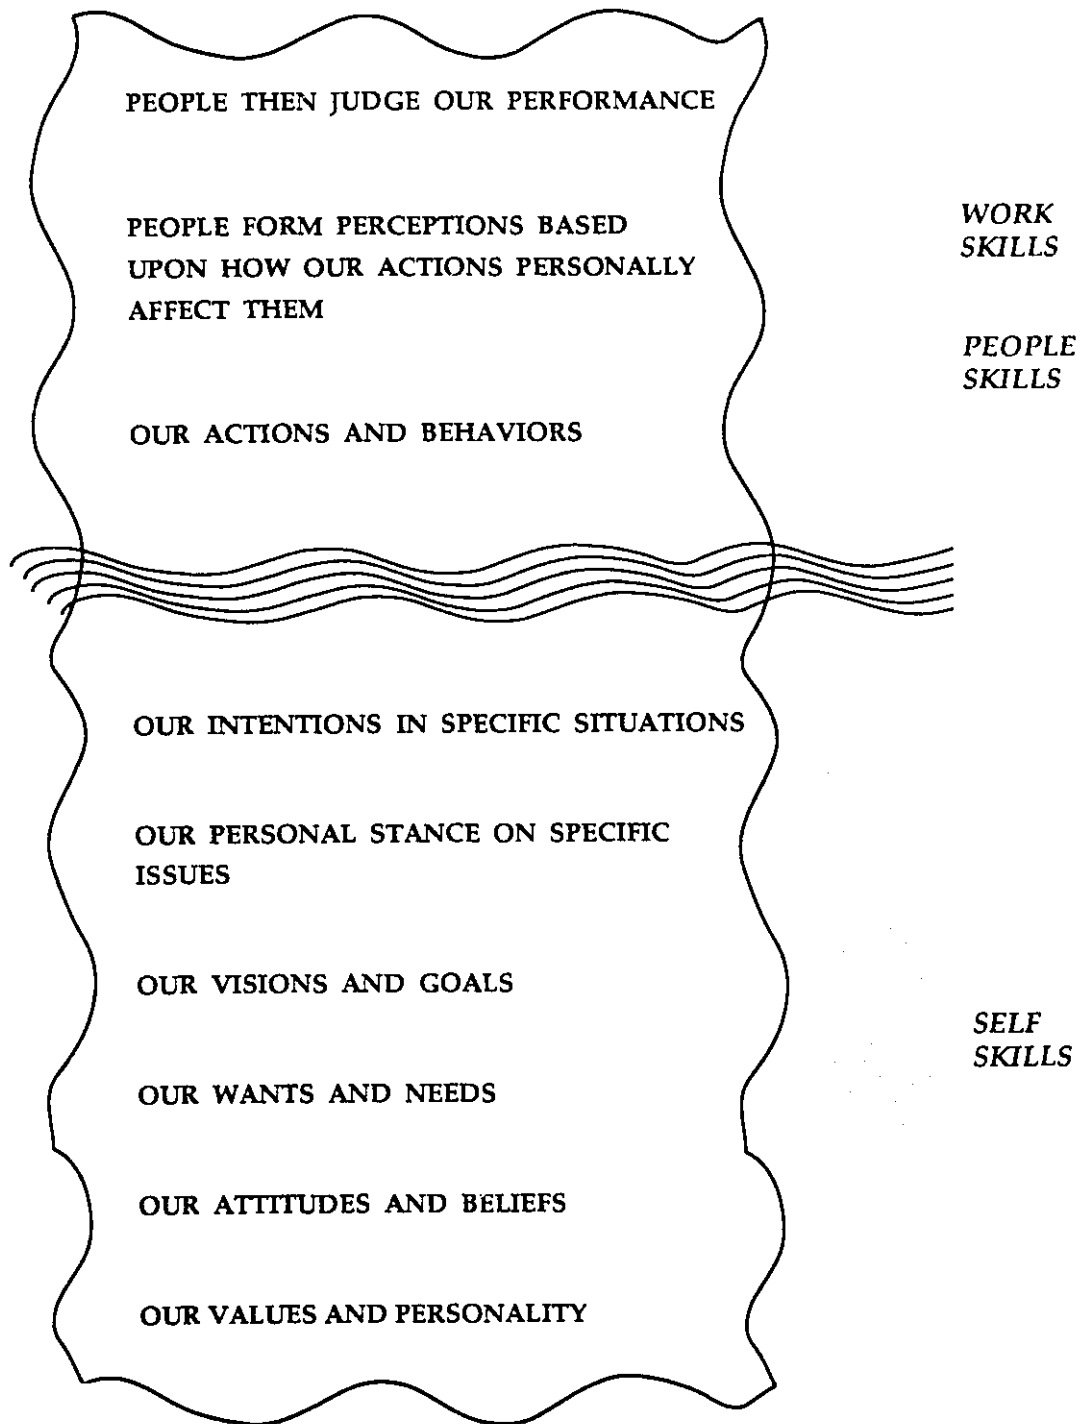 PEOPLE THEN JUDGE OUR PERFORMANCE
PEOPLE FORM PERCEPTIONS BASED
UPON HOW OUR ACTIONS PERSONALLY
AFFECT THEM
OUR ACTIONS AND BEHAVIORS
WORK
SKILLS
PEOPLE
SKILLS
OUR INTENTIONS IN SPECIFIC SITUATIONS
OUR PERSONAL STANCE ON SPECIFIC
ISSUES
OUR VISIONS AND GOALS
OUR WANTS AND NEEDS
OUR ATTITUDES AND BELIEFS
OUR VALUES AND PERSONALITY
SELF
SKILLS